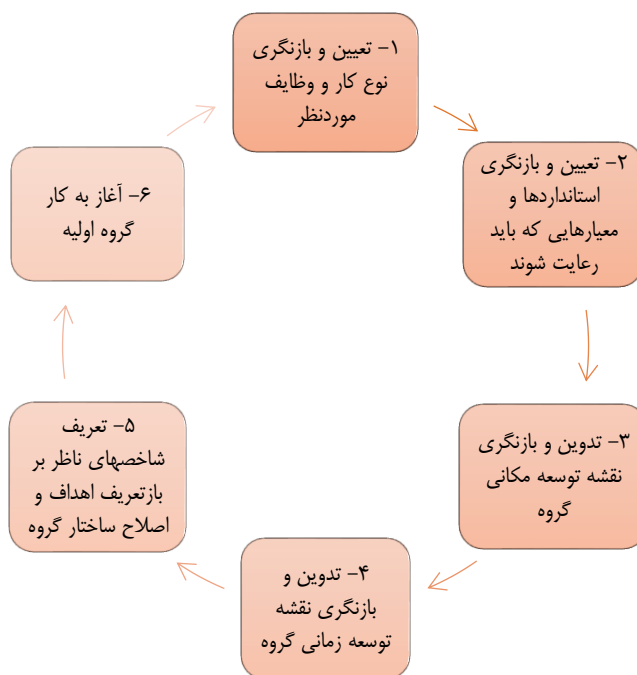 ۱- تعیین و بازنگری
نوع کار و وظایف
موردنظر
۲- تعیین و بازنگری
استانداردها و
معیارهایی که باید
رعایت شوند
۳- تدوین و بازنگری
نقشه توسعه مکانی
گروه
۴- تدوین و
بازنگری نقشه
توسعه زمانی گروه
۵- تعریف
شاخصهای ناظر بر
بازتعریف اهداف و
اصلاح ساختار گروه
۶- آغاز به کار
گروه اولیه